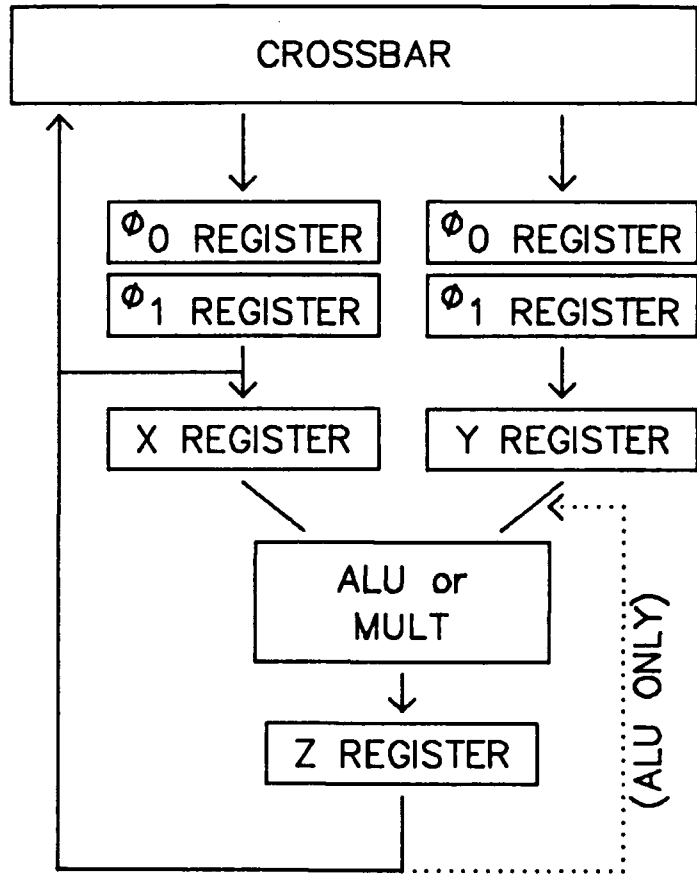 CROSSBAR
ϕ0 REGISTER
ϕ0 REGISTER
ϕ1 REGISTER
ϕ1 REGISTER
X REGISTER
Y REGISTER
ALU or
MULT
(ALU ONLY)
Z REGISTER